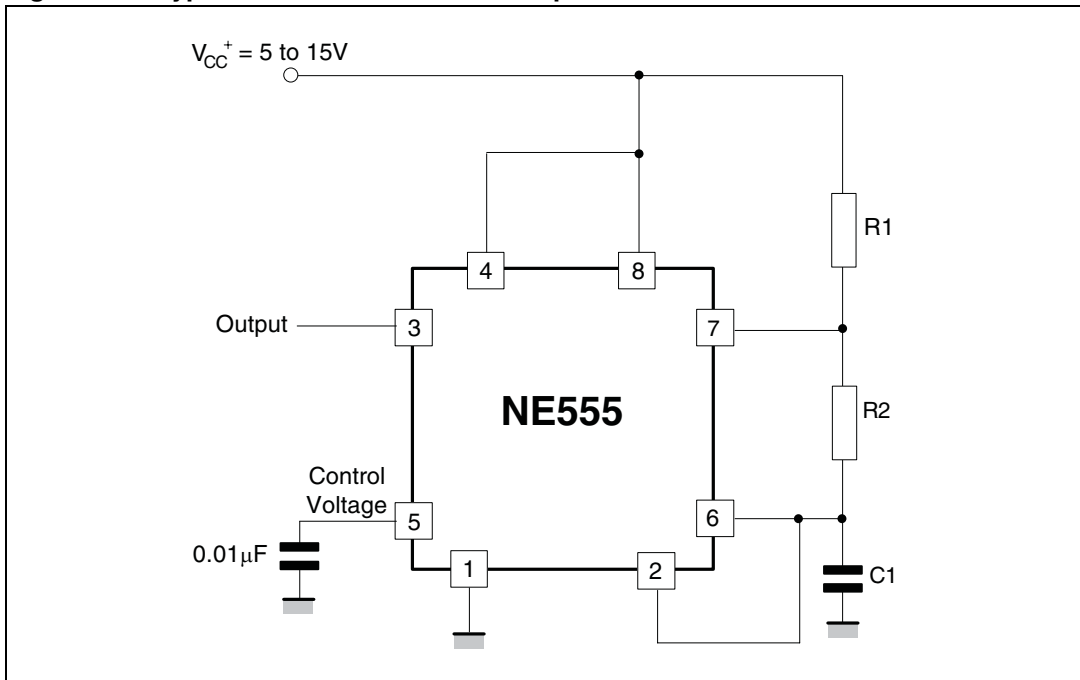 V_CC^+ = 5 to 15V
R1
4
8
Output
3
7
NE555
R2
Control
Voltage
5
6
0.01μF
1
2
C1